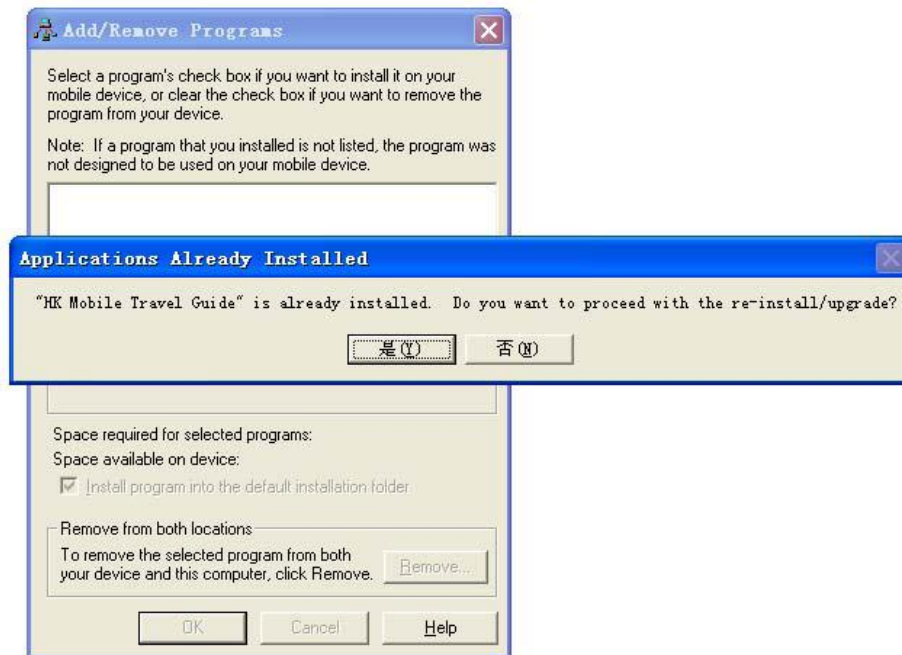 Add/Remove Programs
Select a program's check box if you want to install it on your
mobile device, or clear the check box if you want to remove the
program from your device.
Note: If a program that you installed is not listed, the program was
not designed to be used on your mobile device.
Applications Already Installed
"HK Mobile Travel Guide" is already installed. Do you want to proceed with the re-install/upgrade?
是(Y) 否(N)
Space required for selected programs:
Space available on device:
Install program into the default installation folder
Remove from both locations
To remove the selected program from both
your device and this computer, click Remove.
Remove...
OK Cancel Help